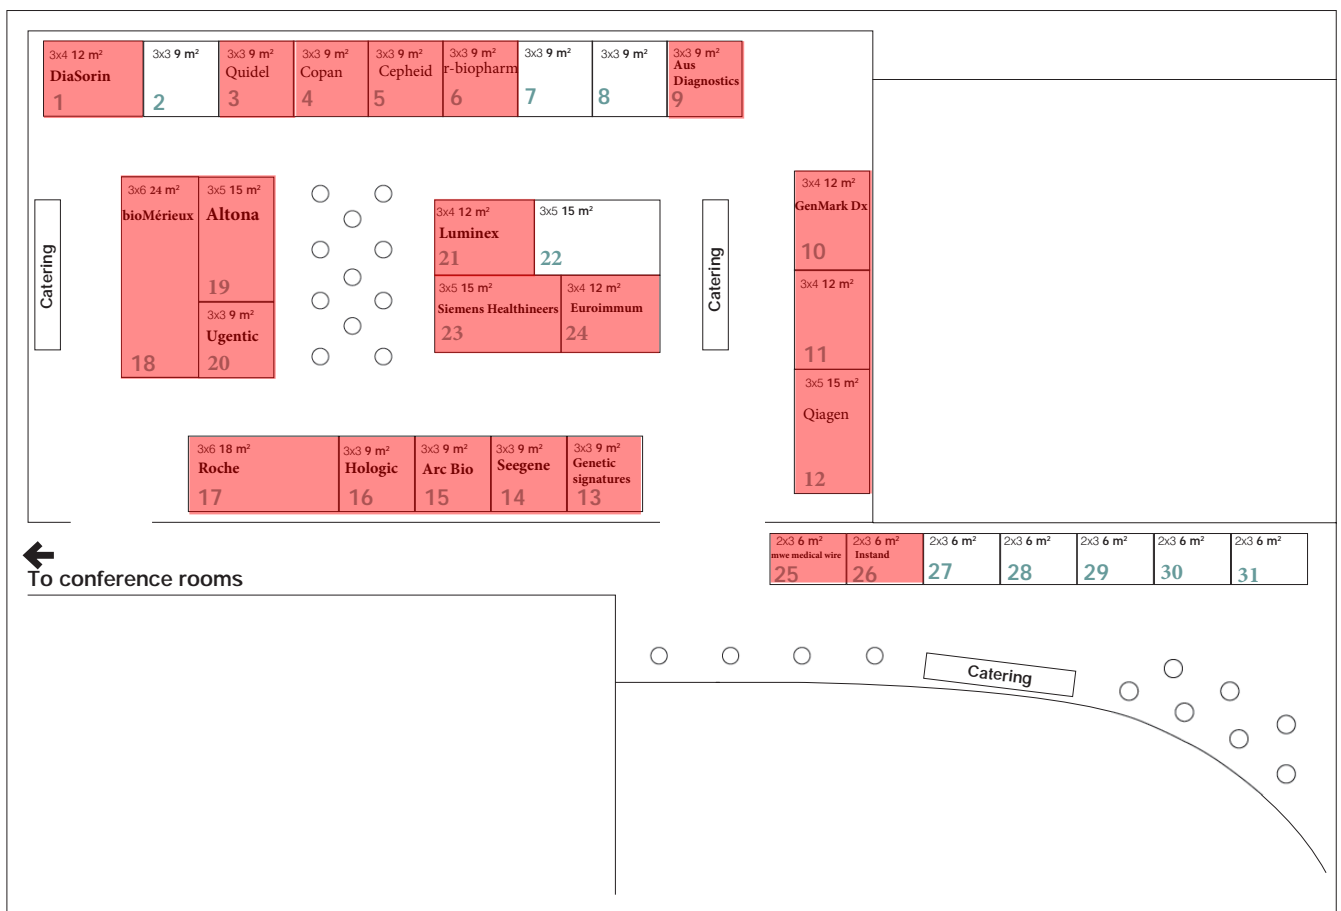 3x4 12 m²
DiaSorin
1
3x3 9 m²
2
3x3 9 m²
Quidel
3
3x3 9 m²
Copan
4
3x3 9 m²
Cepheid
5
3x3 9 m²
r-biopharm
6
3x3 9 m²
7
3x3 9 m²
8
3x3 9 m²
Aus
Diagnostics
9
Catering
3x6 24 m²
bioMérieux
18
3x5 15 m²
Altona
19
3x3 9 m²
Ugentic
20
3x4 12 m²
Luminex
21
3x5 15 m²
22
3x5 15 m²
Siemens Healthineers
23
3x4 12 m²
Euroimmum
24
Catering
3x4 12 m²
GenMark Dx
10
3x4 12 m²
11
3x5 15 m²
Qiagen
12
3x6 18 m²
Roche
17
3x3 9 m²
Hologic
16
3x3 9 m²
Arc Bio
15
3x3 9 m²
Seegene
14
3x3 9 m²
Genetic
signatures
13
To conference rooms
2x3 6 m²
mwe medical wire
25
2x3 6 m²
Instand
26
2x3 6 m²
27
2x3 6 m²
28
2x3 6 m²
29
2x3 6 m²
30
2x3 6 m²
31
Catering